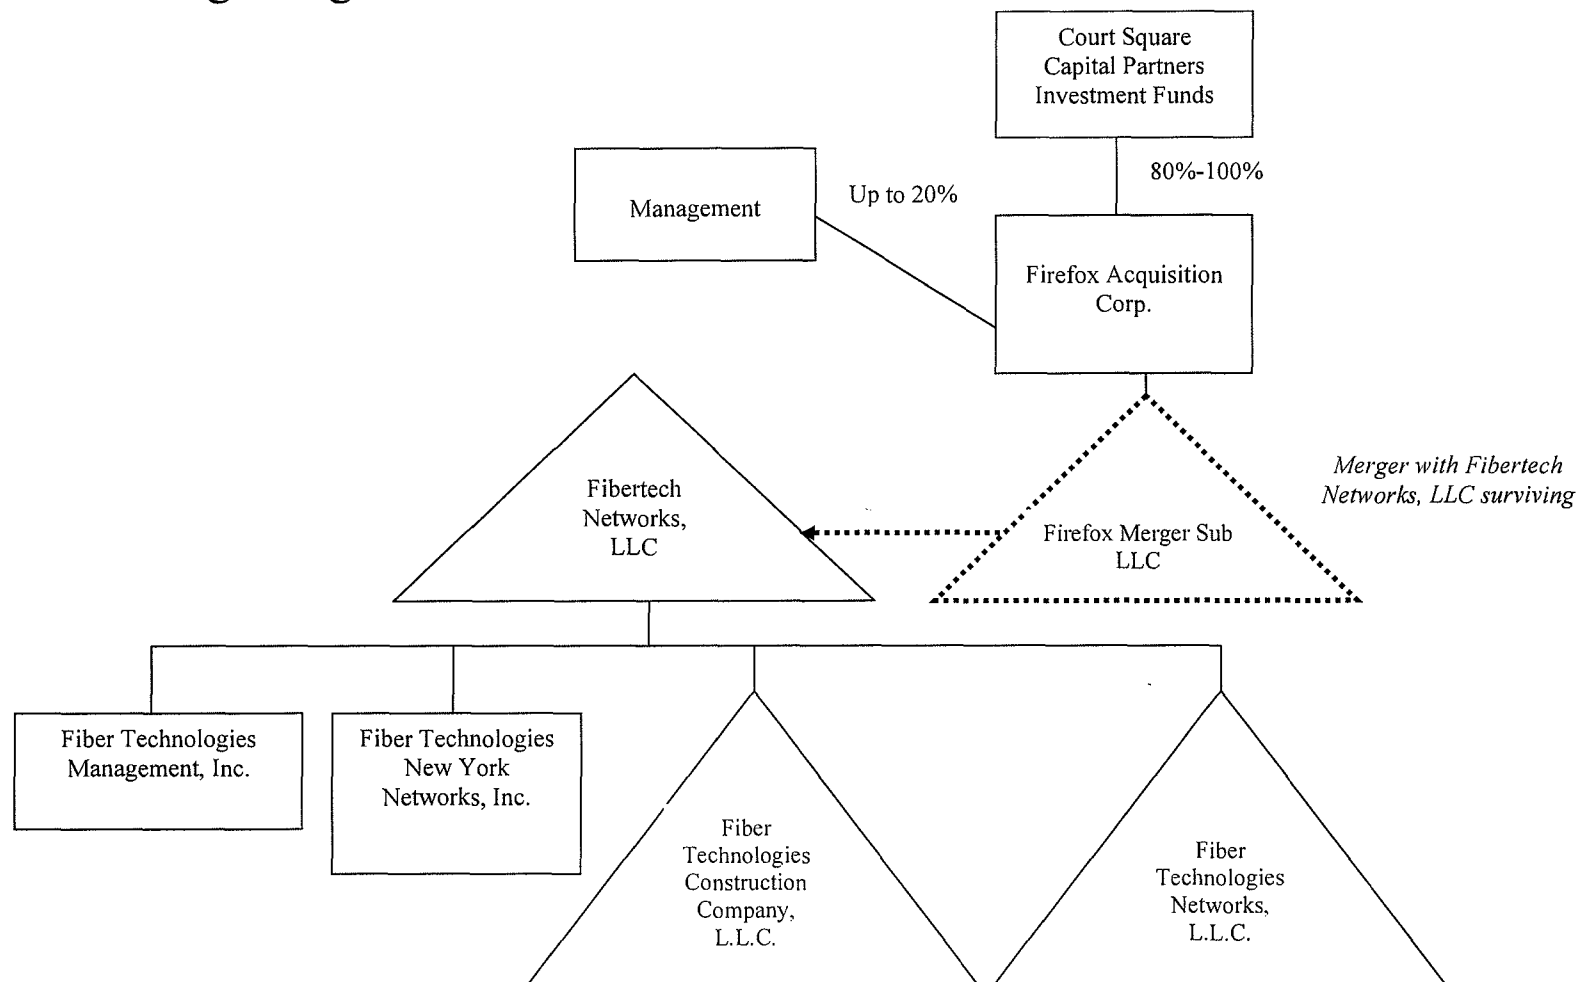 Court Square
Capital Partners
Investment Funds
80%-100%
Management
Up to 20%
Firefox Acquisition
Corp.
Merger with Fibertech
Networks, LLC surviving
Fibertech
Networks,
LLC
Firefox Merger Sub
LLC
Fiber Technologies
Management, Inc.
Fiber Technologies
New York
Networks, Inc.
Fiber
Technologies
Construction
Company,
L.L.C.
Fiber
Technologies
Networks,
L.L.C.